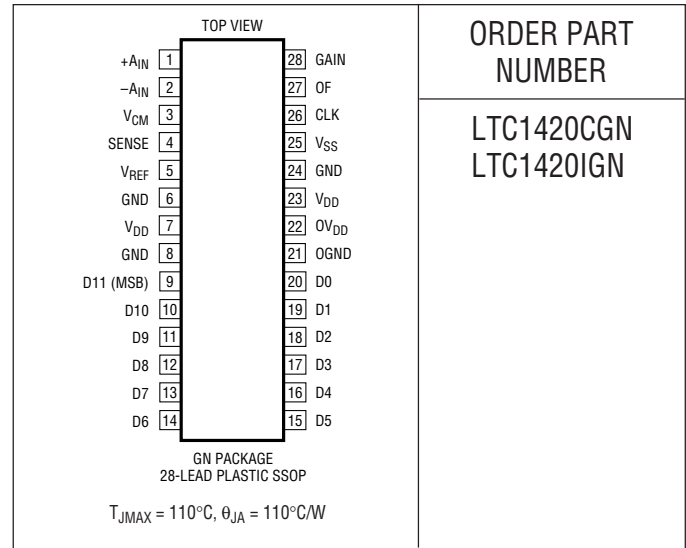 TOP VIEW
+AIN 1 28 GAIN
–AIN 2 27 OF
VCM 3 26 CLK
SENSE 4 25 VSS
VREF 5 24 GND
GND 6 23 VDD
VDD 7 22 OVDD
GND 8 21 OGND
D11 (MSB) 9 20 D0
D10 10 19 D1
D9 11 18 D2
D8 12 17 D3
D7 13 16 D4
D6 14 15 D5
GN PACKAGE
28-LEAD PLASTIC SSOP
TJMAX = 110°C, θJA = 110°C/W
ORDER PART
NUMBER
LTC1420CGN
LTC1420IGN